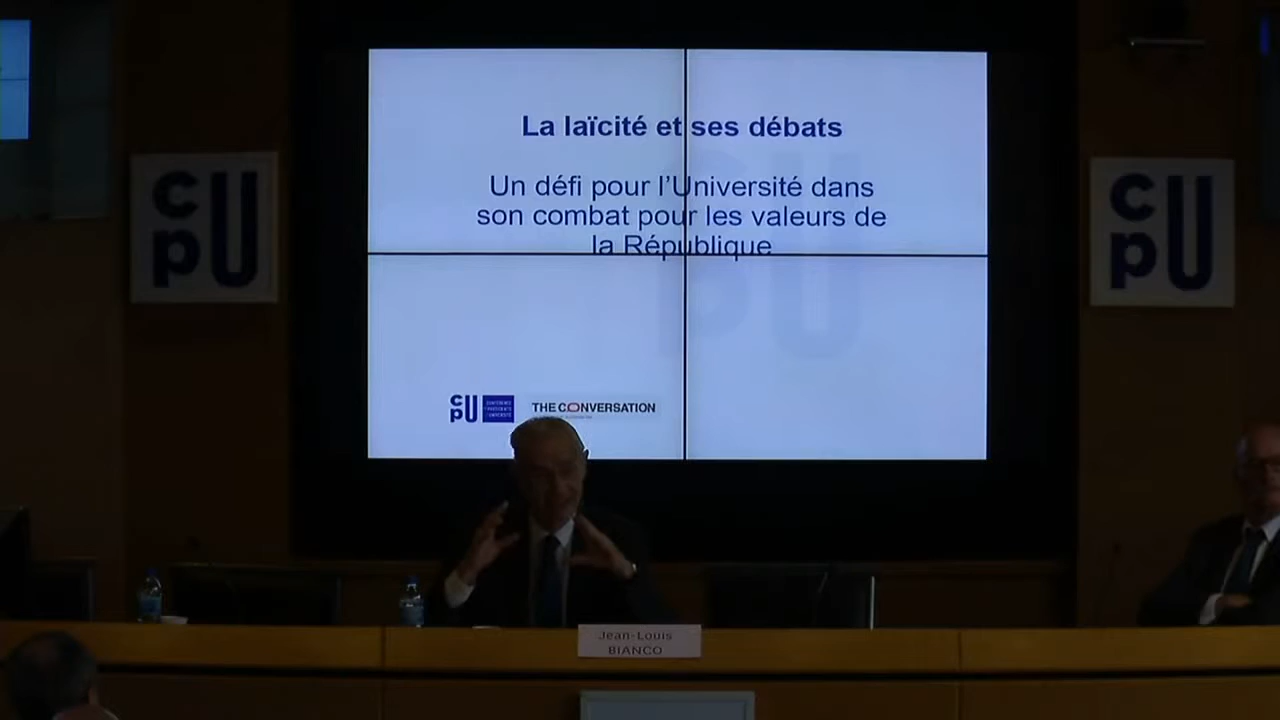 La laïcité et ses débats
Un défi pour l'Université dans
son combat pour les valeurs de
la République
cpU
cpU
cpU
CONFÉRENCE
THE CONVERSATION
Jean-Louis
BIANCO